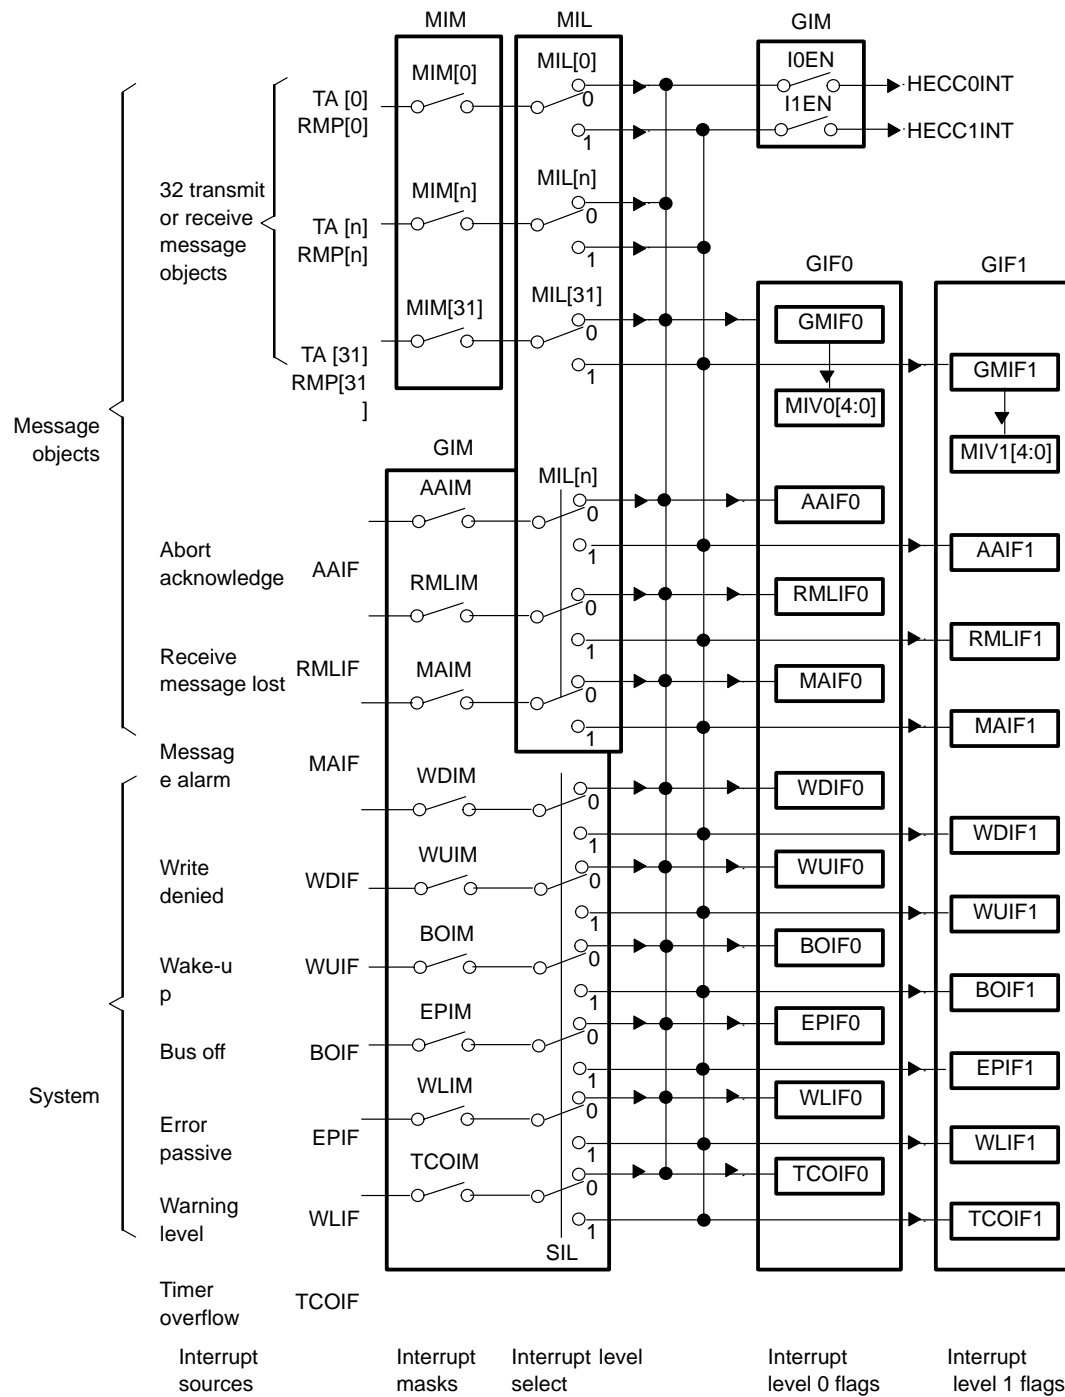 MIM
MIL
GIM
MIM[0]
MIL[0]
I0EN
TA [0]
RMP[0]
0
HECC0INT
I1EN
1
HECC1INT
32 transmit
or receive
message
objects
MIM[n]
MIL[n]
TA [n]
RMP[n]
0
1
GIF0
GIF1
MIM[31]
MIL[31]
TA [31]
RMP[31
]
0
1
GMIF0
GMIF1
MIV0[4:0]
MIV1[4:0]
Message
objects
GIM
MIL[n]
AAIM
0
1
AAIF0
AAIF1
Abort
acknowledge
AAIF
RMLIM
0
1
RMLIF0
RMLIF1
Receive
message lost
RMLIF
MAIM
0
1
MAIF0
MAIF1
Messag
e alarm
MAIF
WDIM
0
1
WDIF0
WDIF1
Write
denied
WDIF
WUIM
0
1
WUIF0
WUIF1
Wake-u
p
WUIF
BOIM
0
1
BOIF0
BOIF1
Bus off
BOIF
EPIM
0
1
EPIF0
EPIF1
System
Error
passive
EPIF
WLIM
0
1
WLIF0
WLIF1
Warning
level
WLIF
TCOIM
0
1
TCOIF0
TCOIF1
SIL
Timer
overflow
TCOIF
Interrupt
sources
Interrupt
masks
Interrupt level
select
Interrupt
level 0 flags
Interrupt
level 1 flags